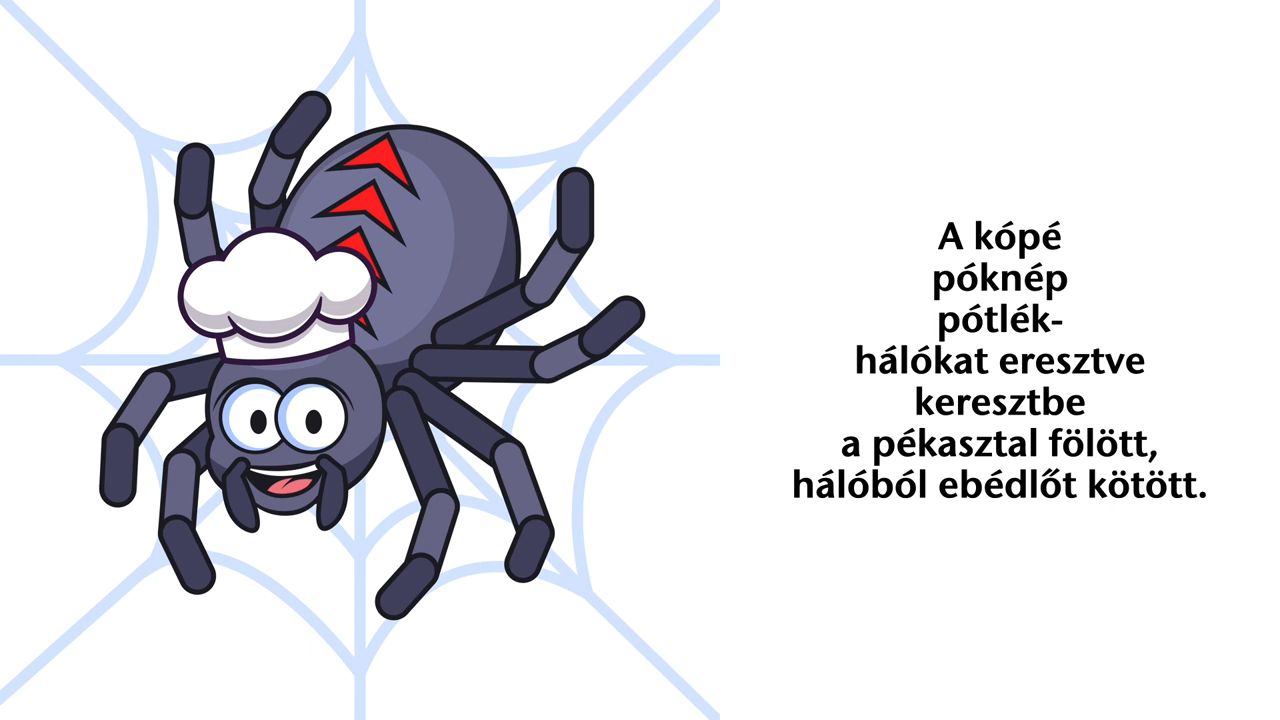 A kópé
póknép
pótlék-
hálókat eresztve
keresztbe
a pékasztal fölött,
hálóból ebédlőt kötött.